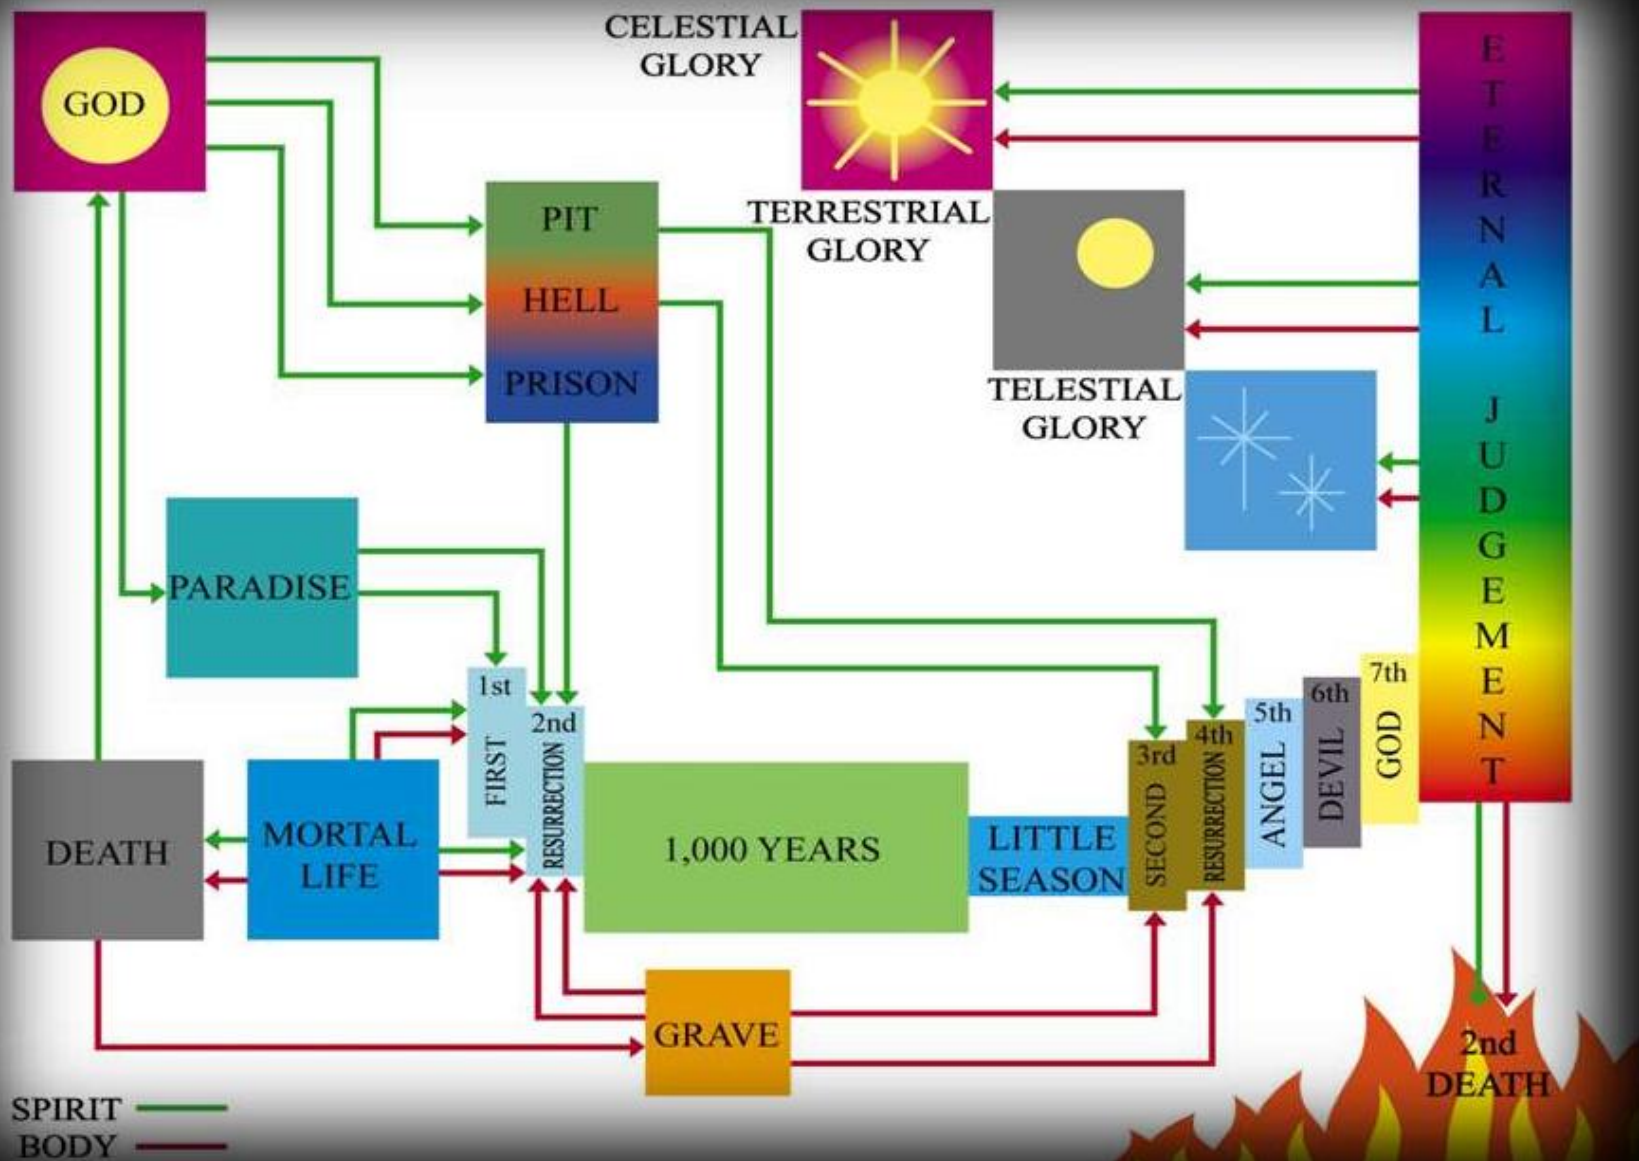 GOD
CELESTIAL
GLORY
TERRESTRIAL
GLORY
TELESTIAL
GLORY
ETERNAL JUDGEMENT
PIT
HELL
PRISON
PARADISE
DEATH
MORTAL
LIFE
1st
FIRST
2nd
RESURRECTION
1,000 YEARS
LITTLE
SEASON
3rd
SECOND
4th
RESURRECTION
5th
ANGEL
6th
DEVIL
7th
GOD
GRAVE
2nd
DEATH
SPIRIT
BODY